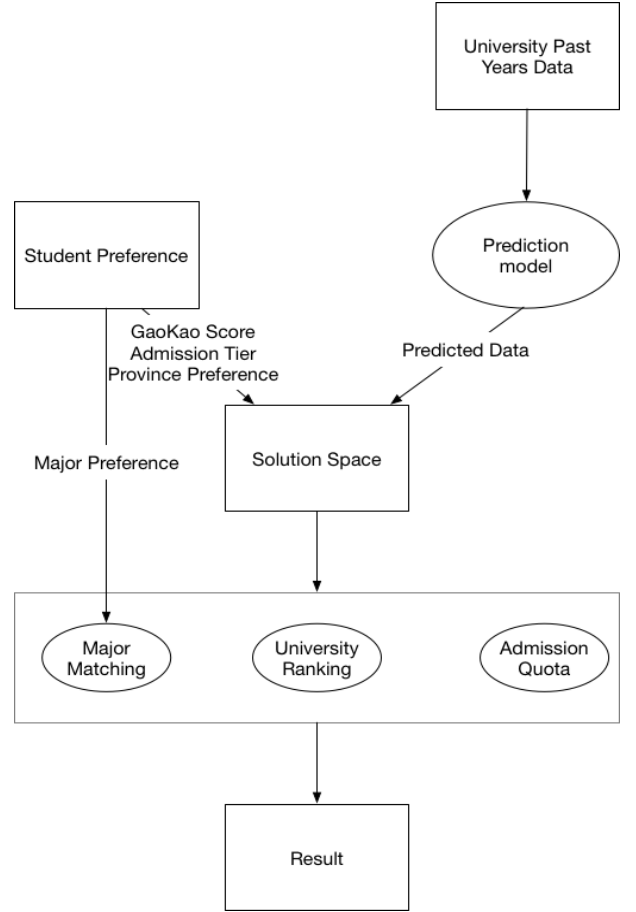 University Past
Years Data
Student Preference
Prediction
model
GaoKao Score
Admission Tier
Province Preference
Predicted Data
Major Preference
Solution Space
Major
Matching
University
Ranking
Admission
Quota
Result